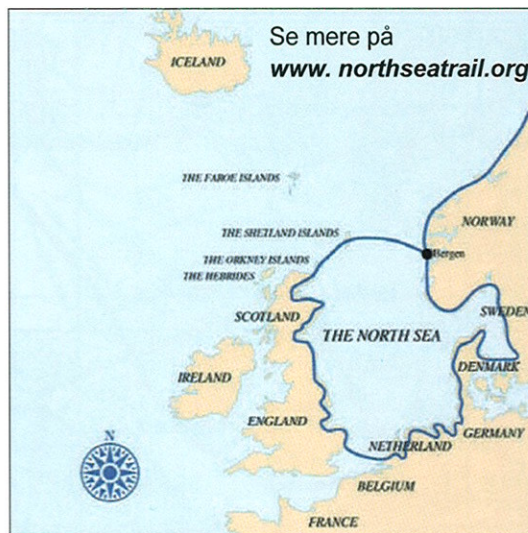 Se mere på
www. northseatrail.org
ICELAND
THE FAROE ISLANDS
NORWAY
THE SHETLAND ISLANDS
Bergen
THE ORKNEY ISLANDS
THE HEBRIDES
SCOTLAND
SWEDEN
THE NORTH SEA
DENMARK
IRELAND
ENGLAND
GERMANY
N
NETHERLAND
BELGIUM
FRANCE